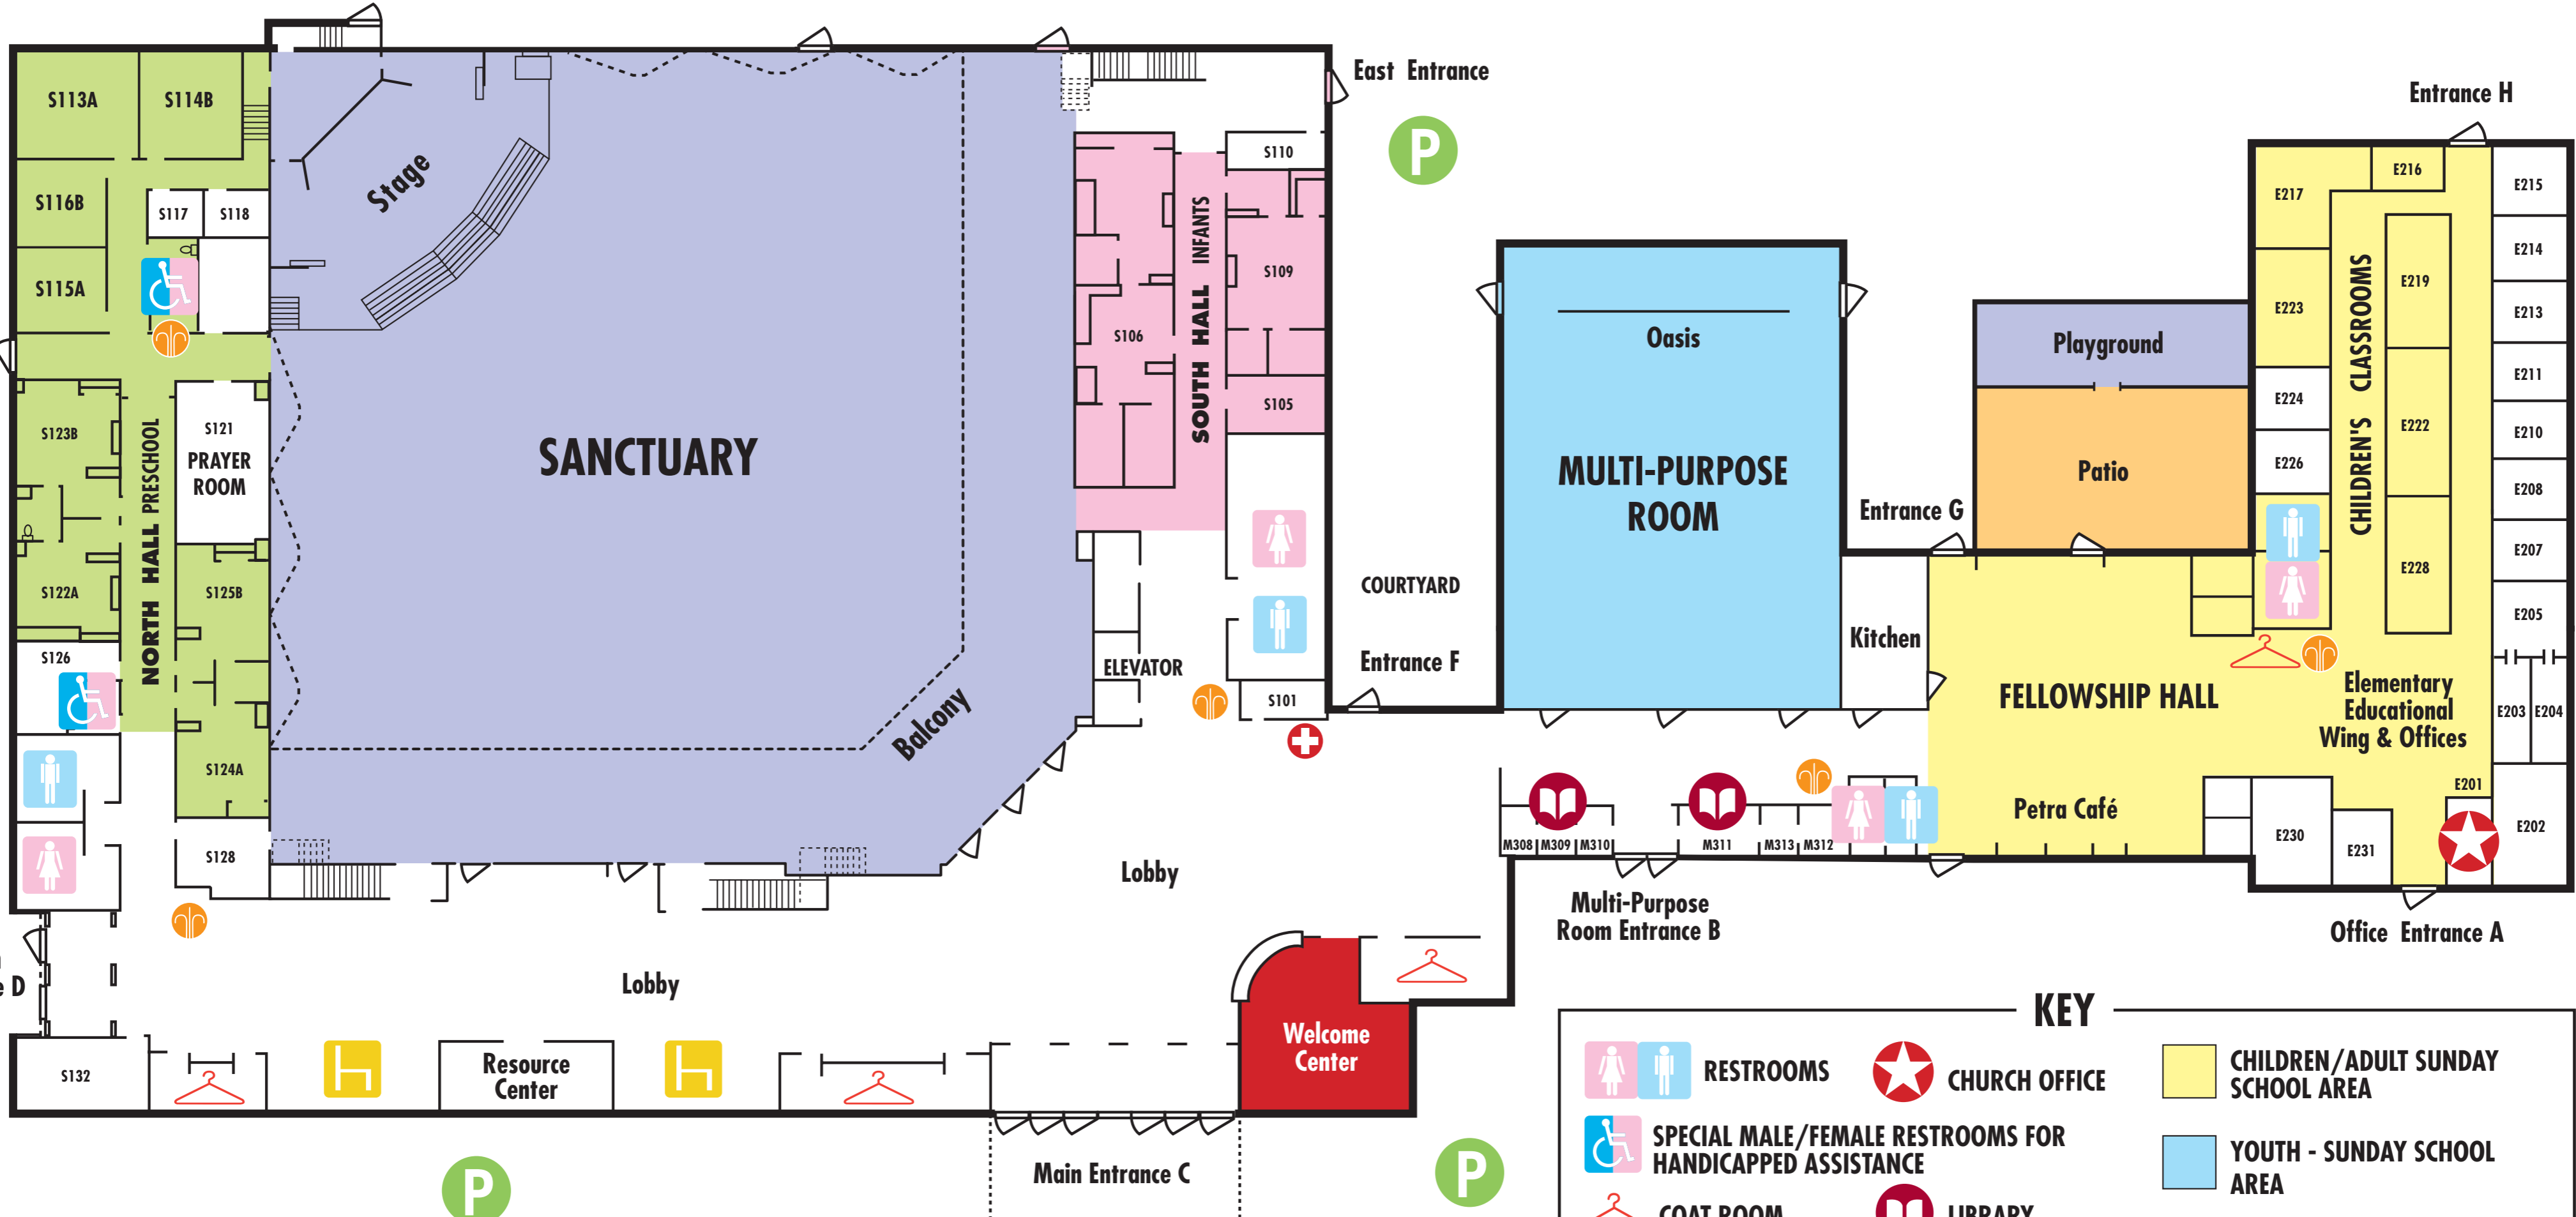 East Entrance
Entrance H
P
S113A
S114B
Stage
S110
E216
E215
E217
S116B
S117
S118
E214
S109
INFANTS
SOUTH HALL
S115A
E219
E213
E223
CHILDREN'S CLASSROOMS
S106
Oasis
Playground
E211
E224
S105
E222
E210
S123B
S121
PRAYER
ROOM
SANCTUARY
MULTI-PURPOSE
ROOM
Patio
E226
E208
NORTH HALL PRESCHOOL
Entrance G
E207
E228
S122A
S125B
COURTYARD
E205
Kitchen
S126
ELEVATOR
Entrance F
FELLOWSHIP HALL
Elementary
Educational
Wing & Offices
S101
E203
E204
Balcony
S124A
E201
Petra Café
E202
S128
M308
M309
M310
M311
M313
M312
E230
E231
Lobby
Multi-Purpose
Room Entrance B
Office Entrance A
e D
Lobby
Welcome
Center
S132
Resource
Center
Main Entrance C
P
P
KEY
RESTROOMS
CHURCH OFFICE
CHILDREN/ADULT SUNDAY
SCHOOL AREA
SPECIAL MALE/FEMALE RESTROOMS FOR
HANDICAPPED ASSISTANCE
YOUTH - SUNDAY SCHOOL
AREA
COAT ROOM
LIBRARY